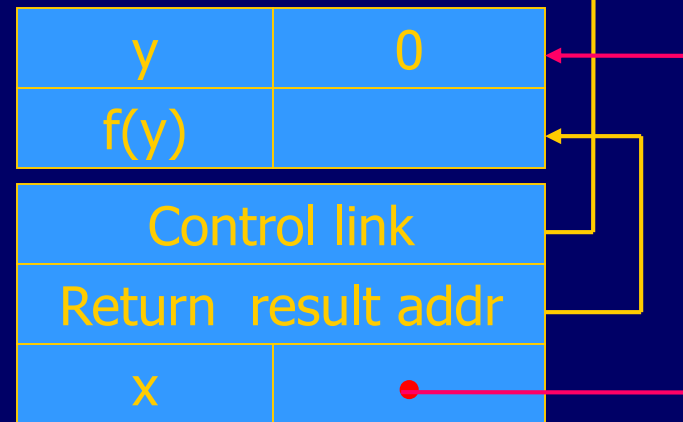 y 0
f(y)
Control link
Return result addr
x